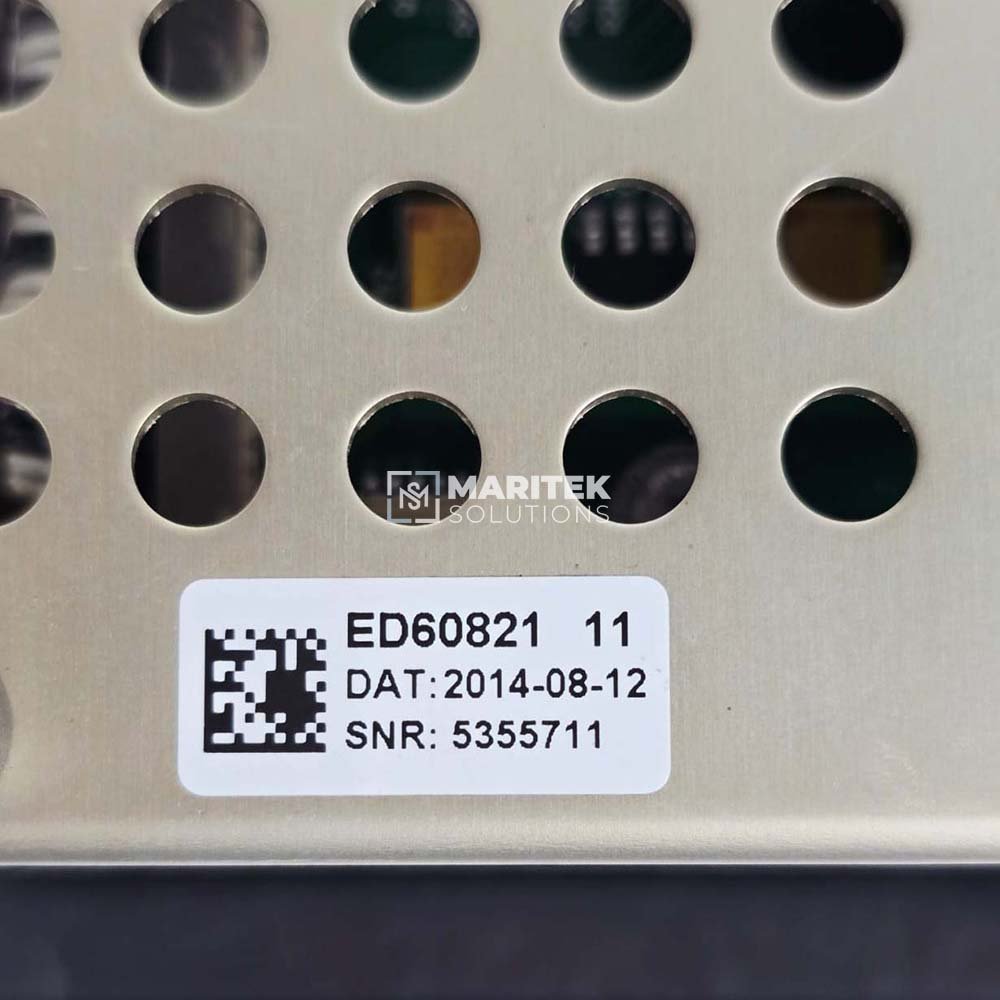 MARITEK
SOLUTIONS
ED60821 11
DAT: 2014-08-12
SNR: 5355711